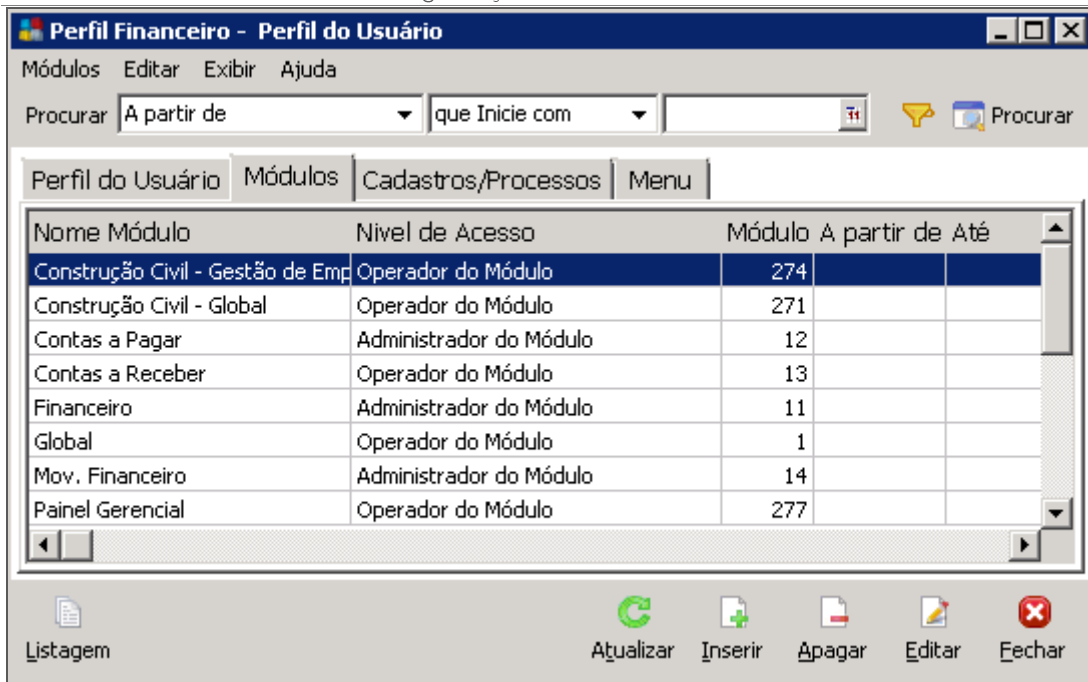 Perfil Financeiro - Perfil do Usuário
Módulos Editar Exibir Ajuda
Procurar A partir de que Inicie com Procurar
Perfil do Usuário Módulos Cadastros/Processos Menu
Nome Módulo Nivel de Acesso Módulo A partir de Até
Construção Civil - Gestão de Emp Operador do Módulo 274
Construção Civil - Global Operador do Módulo 271
Contas a Pagar Administrador do Módulo 12
Contas a Receber Operador do Módulo 13
Financeiro Administrador do Módulo 11
Global Operador do Módulo 1
Mov. Financeiro Administrador do Módulo 14
Painel Gerencial Operador do Módulo 277
Listagem Atualizar Inserir Apagar Editar Fechar